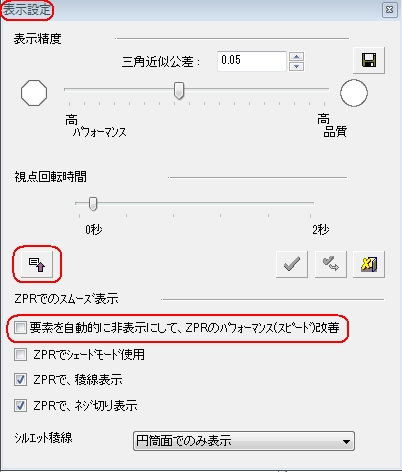 表示設定
表示精度
三角近似公差: 0.05
高 高
パフォーマンス 品質
視点回転時間
0秒 2秒
ZPRでのスムーズ表示
要素を自動的に非表示にして、ZPRのパフォーマンス(スピード)改善
ZPRでシェードモード使用
ZPRで、稜線表示
ZPRで、ネジ切り表示
シルエット稜線 円筒面でのみ表示